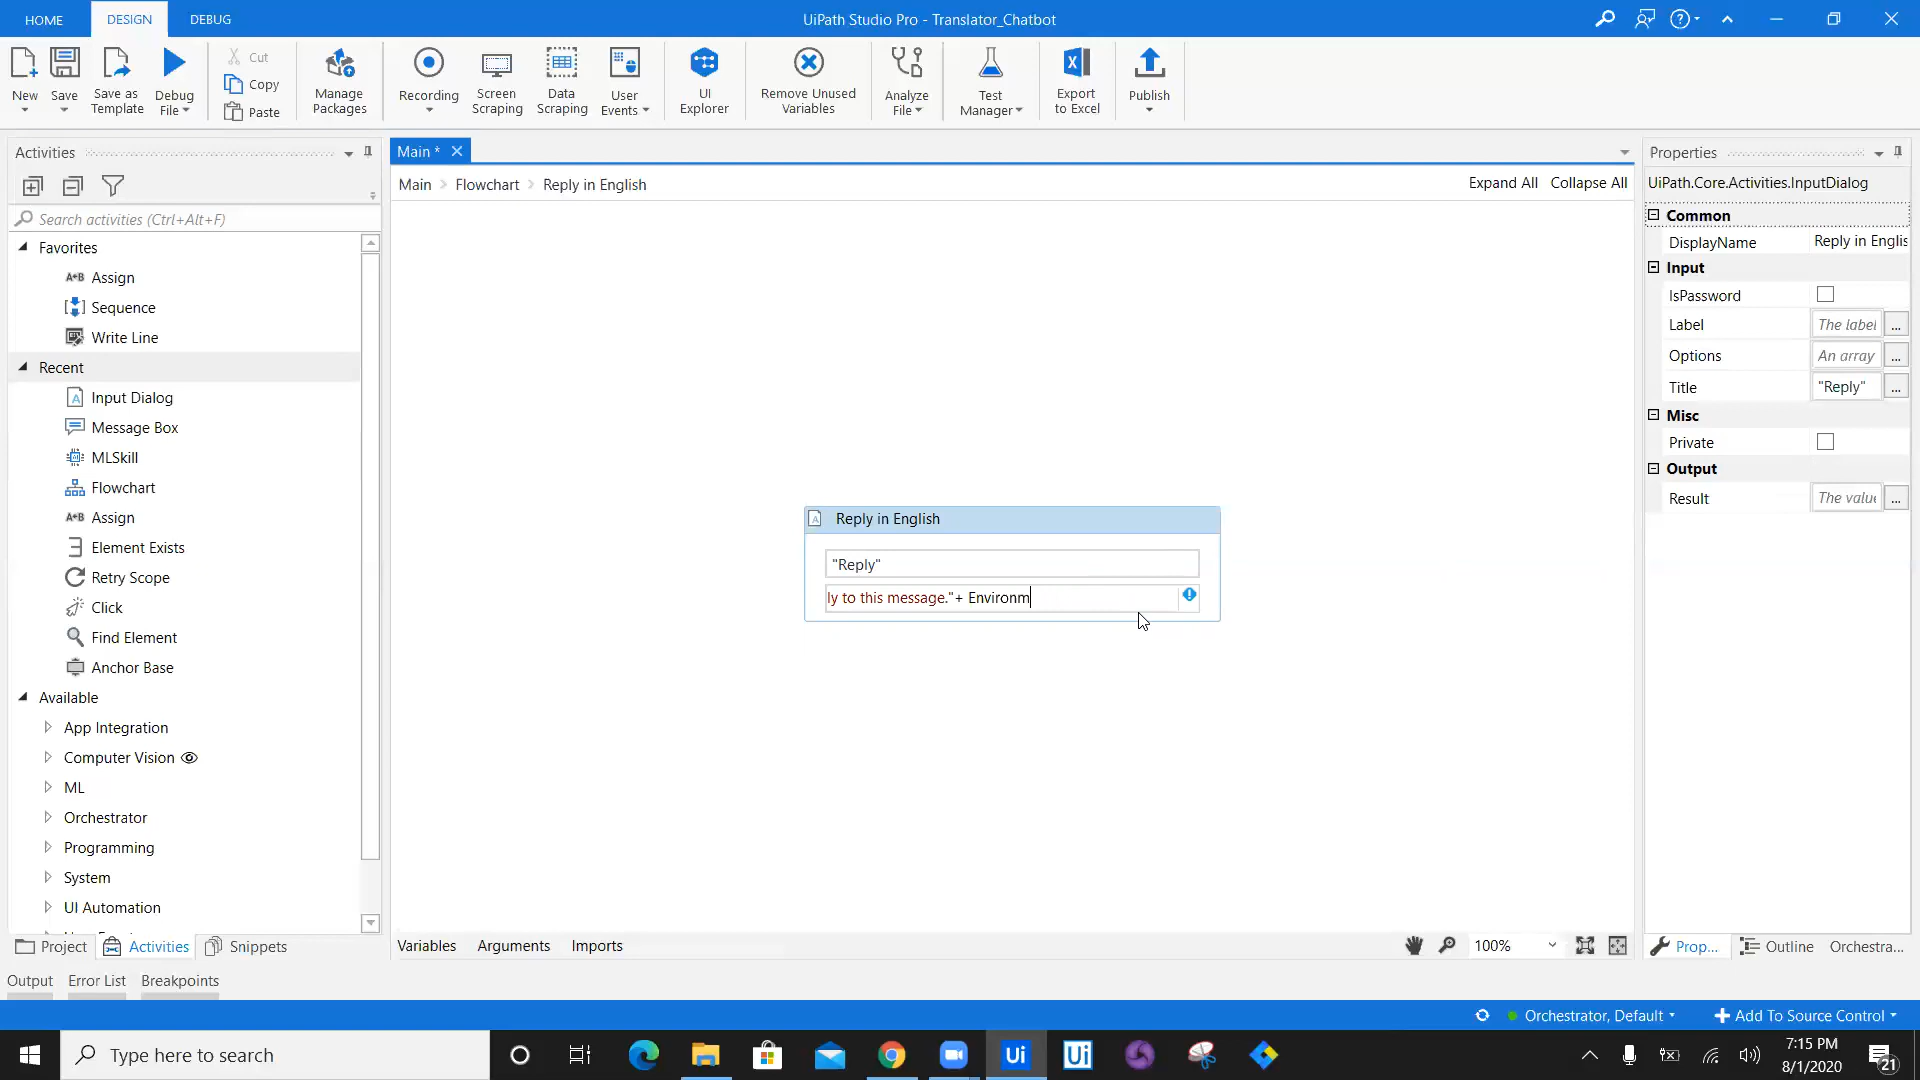 HOME
DESIGN
DEBUG
UiPath Studio Pro - Translator_Chatbot
New
Save
Save as
Template
Debug
File
Cut
Copy
Paste
Manage
Packages
Recording
Screen
Scraping
Data
Scraping
User
Events
UI
Explorer
Remove Unused
Variables
Analyze
File
Test
Manager
Export
to Excel
Publish
Activities
Search activities (Ctrl+Alt+F)
Favorites
Assign
Sequence
Write Line
Recent
Input Dialog
Message Box
MLSkill
Flowchart
Assign
Element Exists
Retry Scope
Click
Find Element
Anchor Base
Available
App Integration
Computer Vision
ML
Orchestrator
Programming
System
UI Automation
Project
Activities
Snippets
Main *
Main
Flowchart
Reply in English
Expand All
Collapse All
Reply in English
"Reply"
ly to this message."+ Environm
Variables
Arguments
Imports
100%
Properties
UiPath.Core.Activities.InputDialog
Common
DisplayName
Reply in Englis
Input
IsPassword
Label
The label
...
Options
An array
...
Title
"Reply"
...
Misc
Private
Output
Result
The value
...
Prop...
Outline
Orchestra...
Output
Error List
Breakpoints
Orchestrator, Default
Add To Source Control
Type here to search
Ui
Ui
7:15 PM
8/1/2020
21